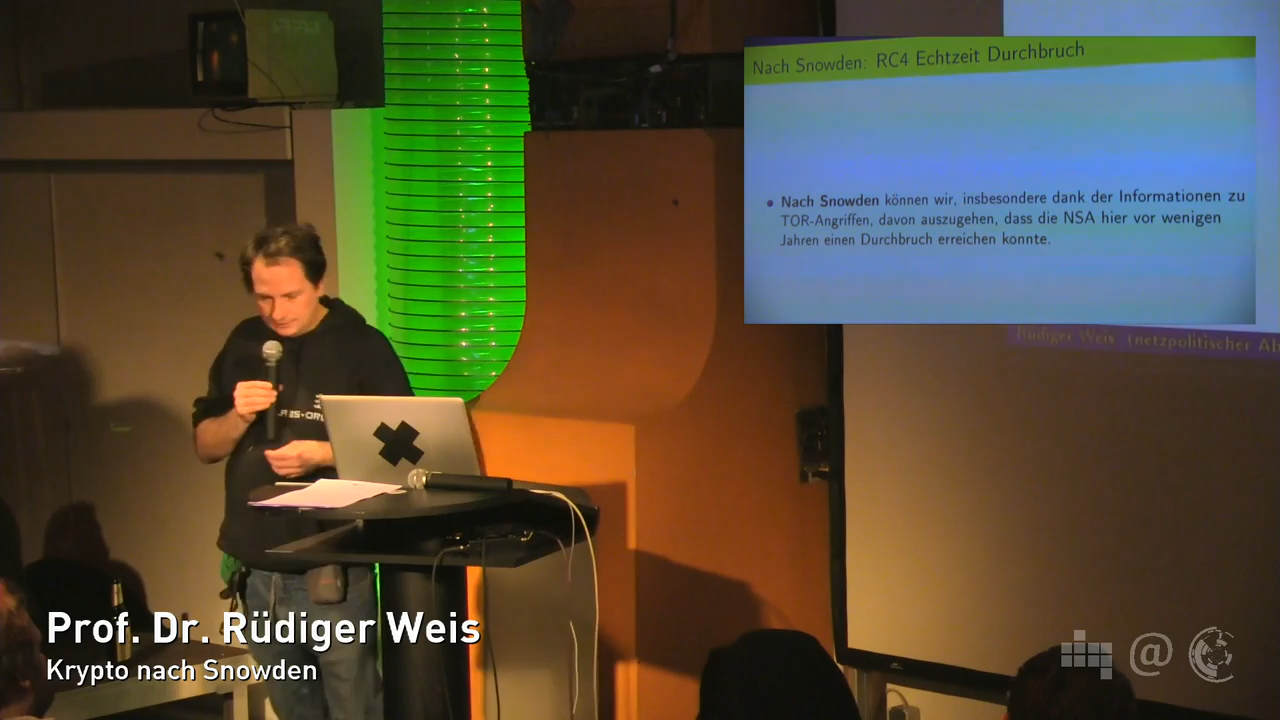 Nach Snowden: RC4 Echtzeit Durchbruch
Nach Snowden können wir, insbesondere dank der Informationen zu
TOR-Angriffen, davon auszugehen, dass die NSA hier vor wenigen
Jahren einen Durchbruch erreichen konnte.
Rüdiger Weis (netzpolitischer
Prof. Dr. Rüdiger Weis
Krypto nach Snowden
@